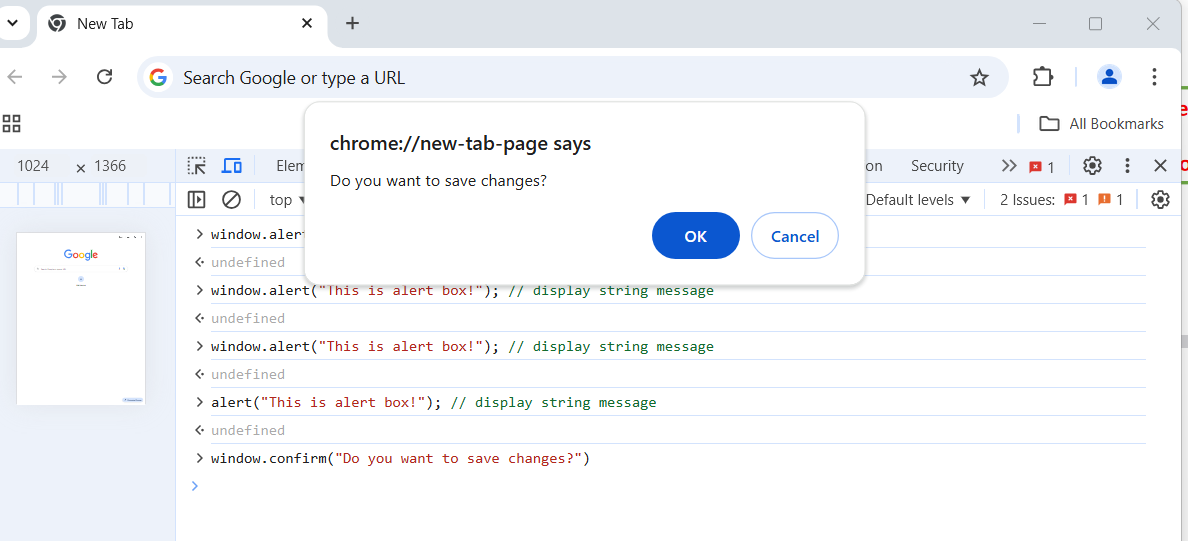 New Tab
Search Google or type a URL
All Bookmarks
chrome://new-tab-page says
Do you want to save changes?
OK
Cancel
1024 × 1366
Elem
on
Security
1
top
Default levels
2 Issues:
1
1
window.aler
undefined
window.alert("This is alert box!"); // display string message
undefined
window.alert("This is alert box!"); // display string message
undefined
alert("This is alert box!"); // display string message
undefined
window.confirm("Do you want to save changes?")
Google